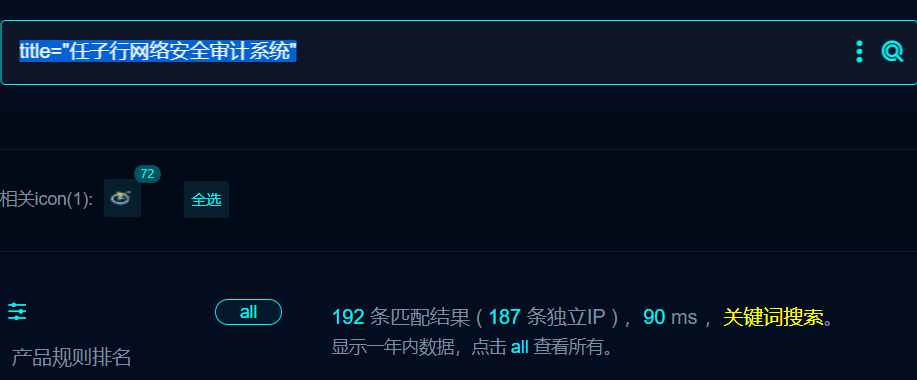 title="任子行网络安全审计系统"
72
相关icon(1): 全选
all 192 条匹配结果 ( 187 条独立IP ) ，90 ms ，关键词搜索。
显示一年内数据，点击 all 查看所有。
产品规则排名